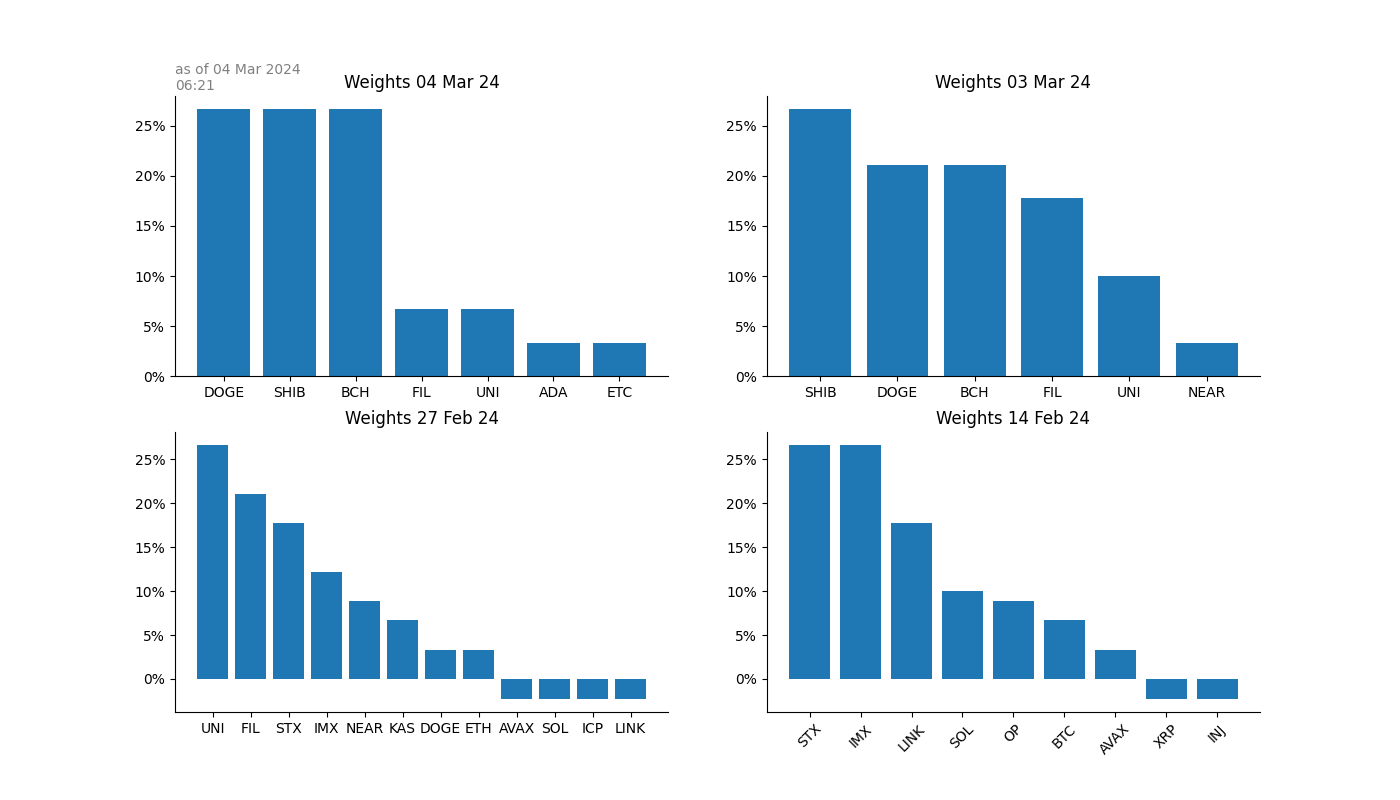 as of 04 Mar 2024
06:21
Weights 04 Mar 24
25%
20%
15%
10%
5%
0%
DOGE SHIB BCH FIL UNI ADA ETC
Weights 03 Mar 24
25%
20%
15%
10%
5%
0%
SHIB DOGE BCH FIL UNI NEAR
Weights 27 Feb 24
25%
20%
15%
10%
5%
0%
UNI FIL STX IMX NEAR KAS DOGE ETH AVAX SOL ICP LINK
Weights 14 Feb 24
25%
20%
15%
10%
5%
0%
STX IMX LINK SOL OP BTC AVAX XRP INJ